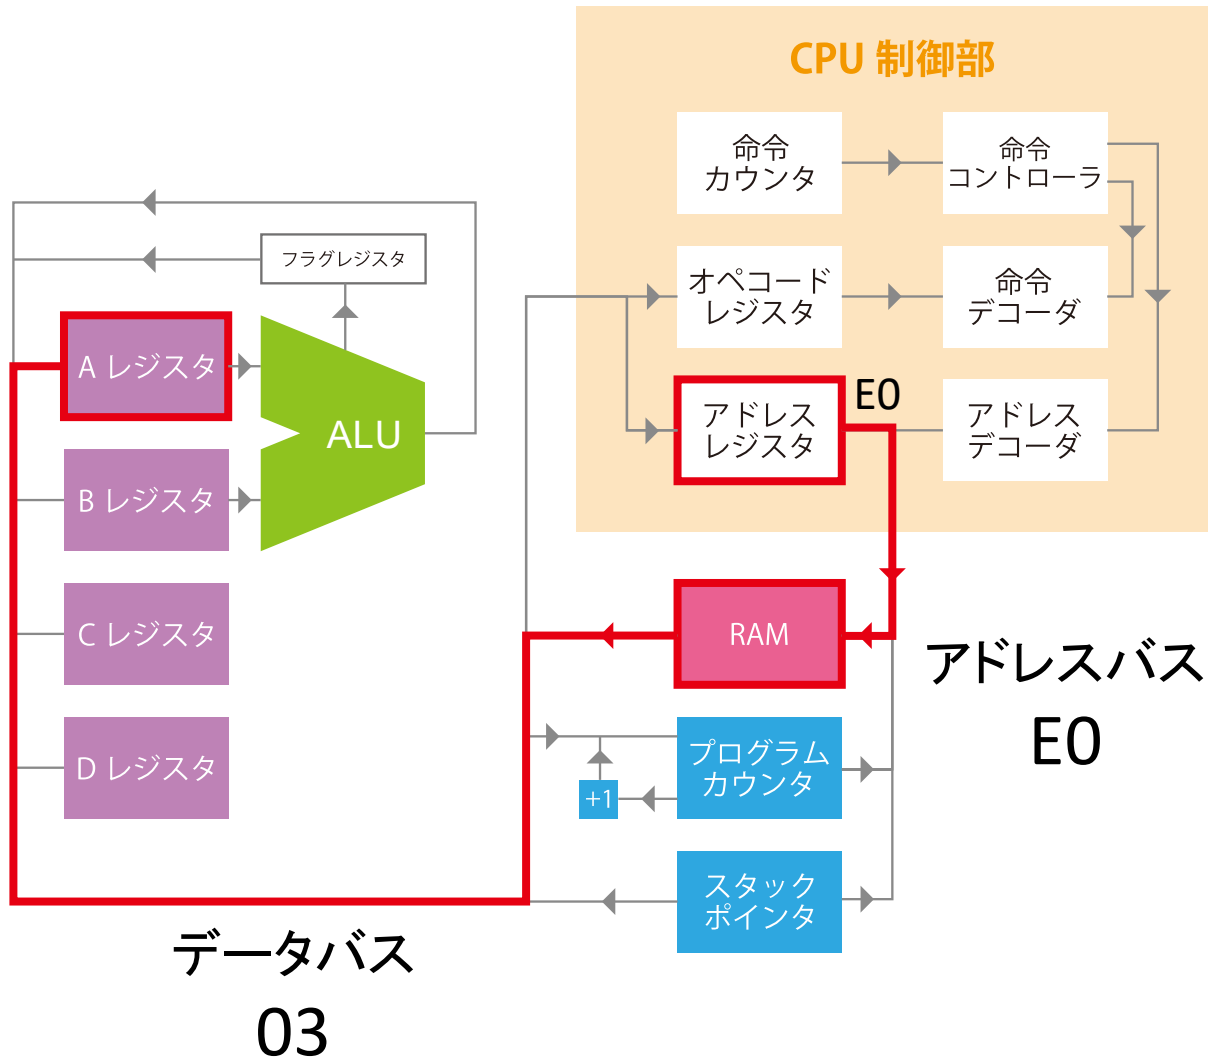 CPU 制御部
命令
カウンタ
命令
コントローラ
フラグレジスタ
オペコード
レジスタ
命令
デコーダ
A レジスタ
ALU
アドレス
レジスタ
E0
アドレス
デコーダ
B レジスタ
C レジスタ
RAM
アドレスバス
E0
D レジスタ
プログラム
カウンタ
+1
スタック
ポインタ
データバス
03